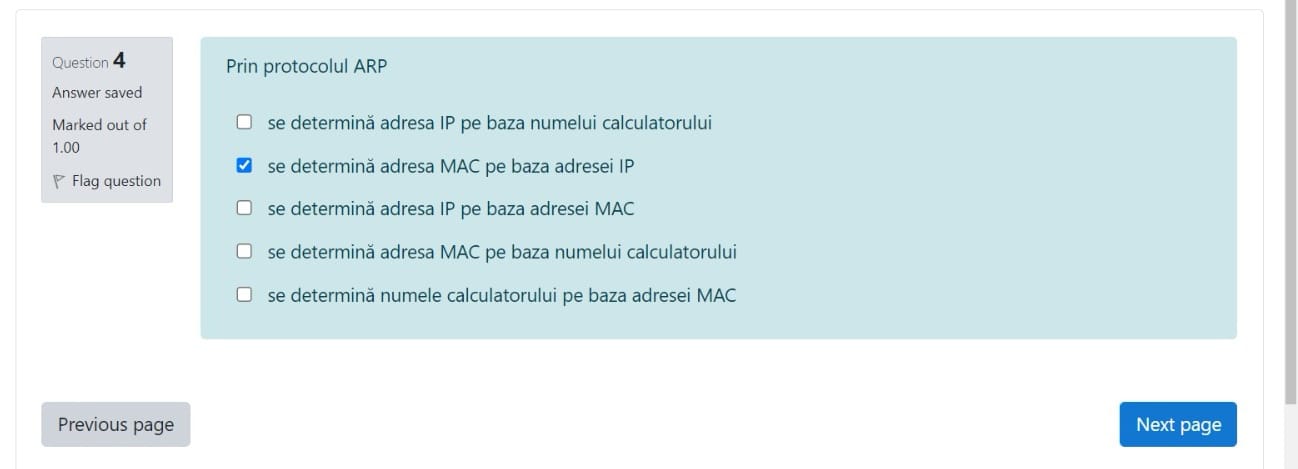 Question 4
Answer saved
Marked out of
1.00
Flag question
Prin protocolul ARP
se determină adresa IP pe baza numelui calculatorului
se determină adresa MAC pe baza adresei IP
se determină adresa IP pe baza adresei MAC
se determină adresa MAC pe baza numelui calculatorului
se determină numele calculatorului pe baza adresei MAC
Previous page
Next page